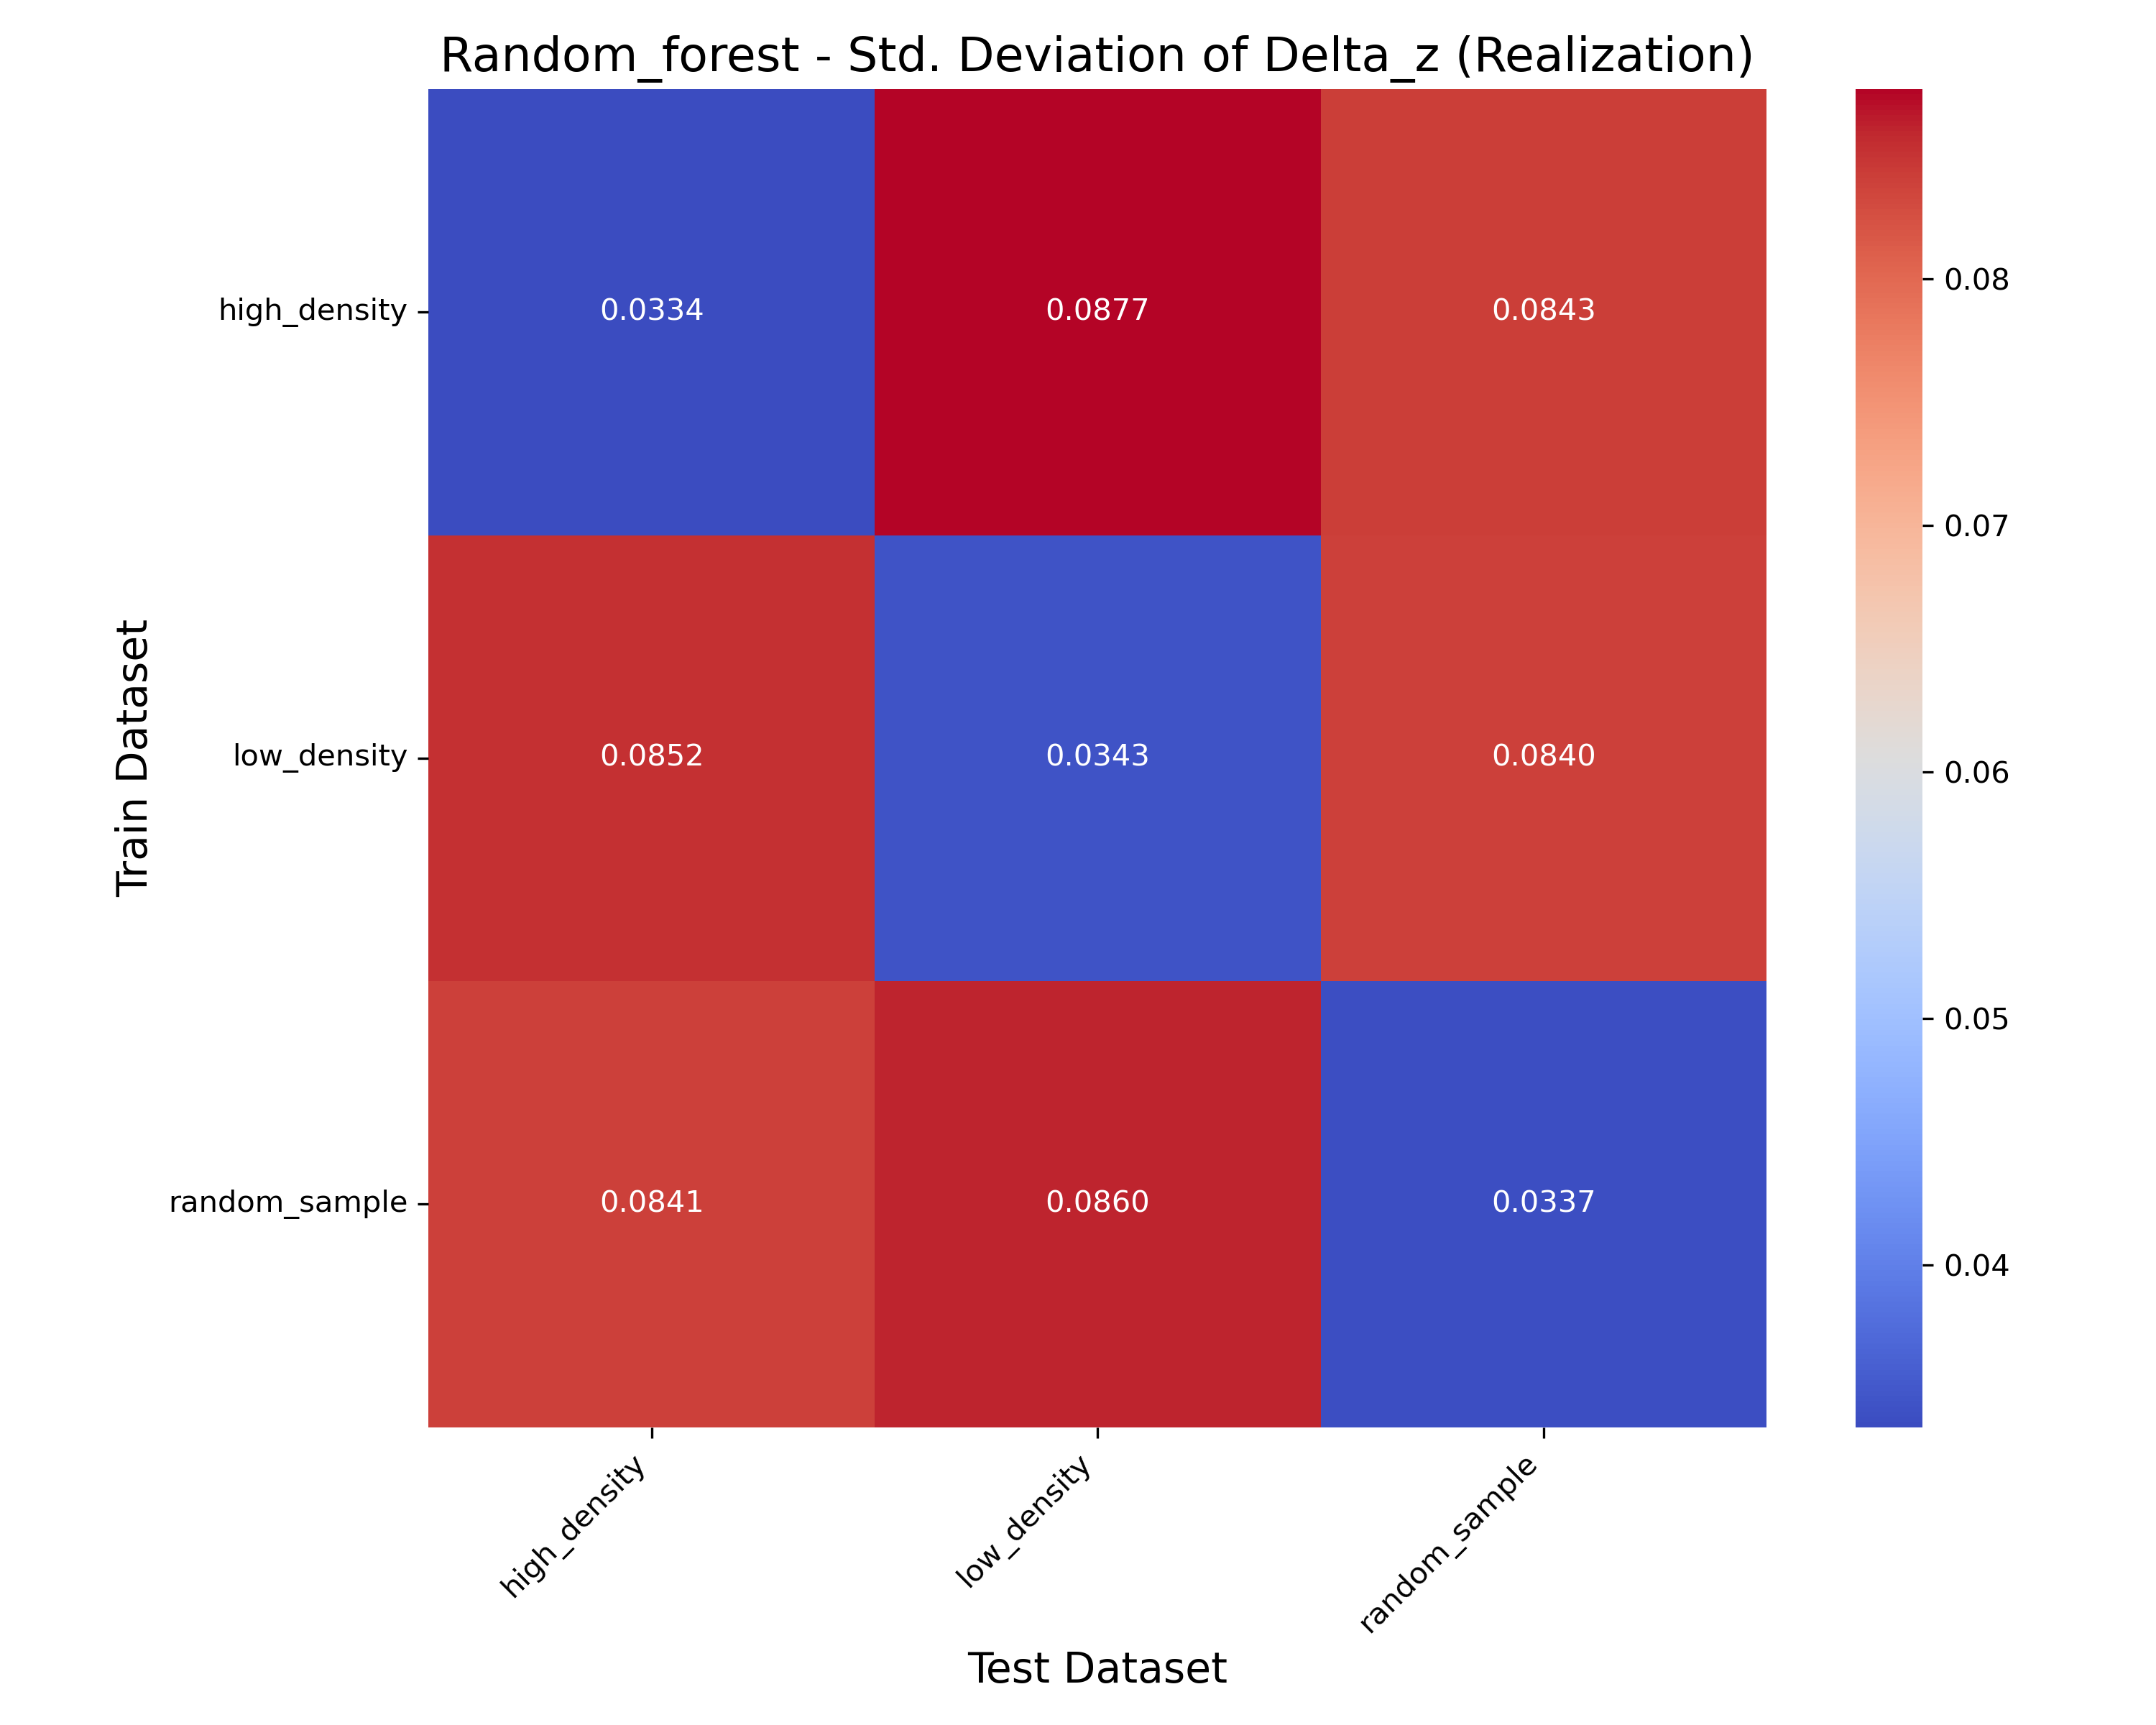 Random_forest - Std. Deviation of Delta_z (Realization)
Train Dataset
high_density
0.0334 0.0877 0.0843
low_density
0.0852 0.0343 0.0840
random_sample
0.0841 0.0860 0.0337
high_density
low_density
random_sample
Test Dataset
0.08
0.07
0.06
0.05
0.04